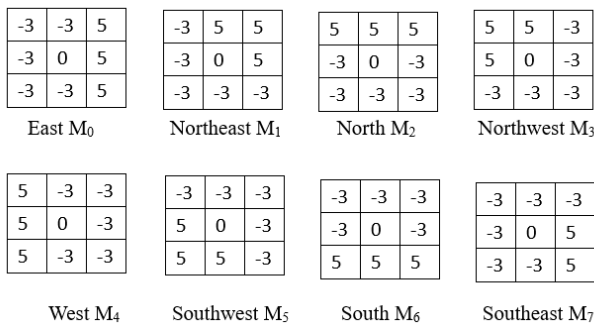 -3 -3 5 -3 5 5 5 5 5 5 5 -3
-3 0 5 -3 0 5 -3 0 -3 5 0 -3
-3 -3 5 -3 -3 -3 -3 -3 -3 -3 -3 -3
East M₀ Northeast M₁ North M₂ Northwest M₃
5 -3 -3 -3 -3 -3 -3 -3 -3 -3 -3 -3
5 0 -3 5 0 -3 -3 0 -3 -3 0 5
5 -3 -3 5 5 -3 5 5 5 -3 -3 5
West M₄ Southwest M₅ South M₆ Southeast M₇